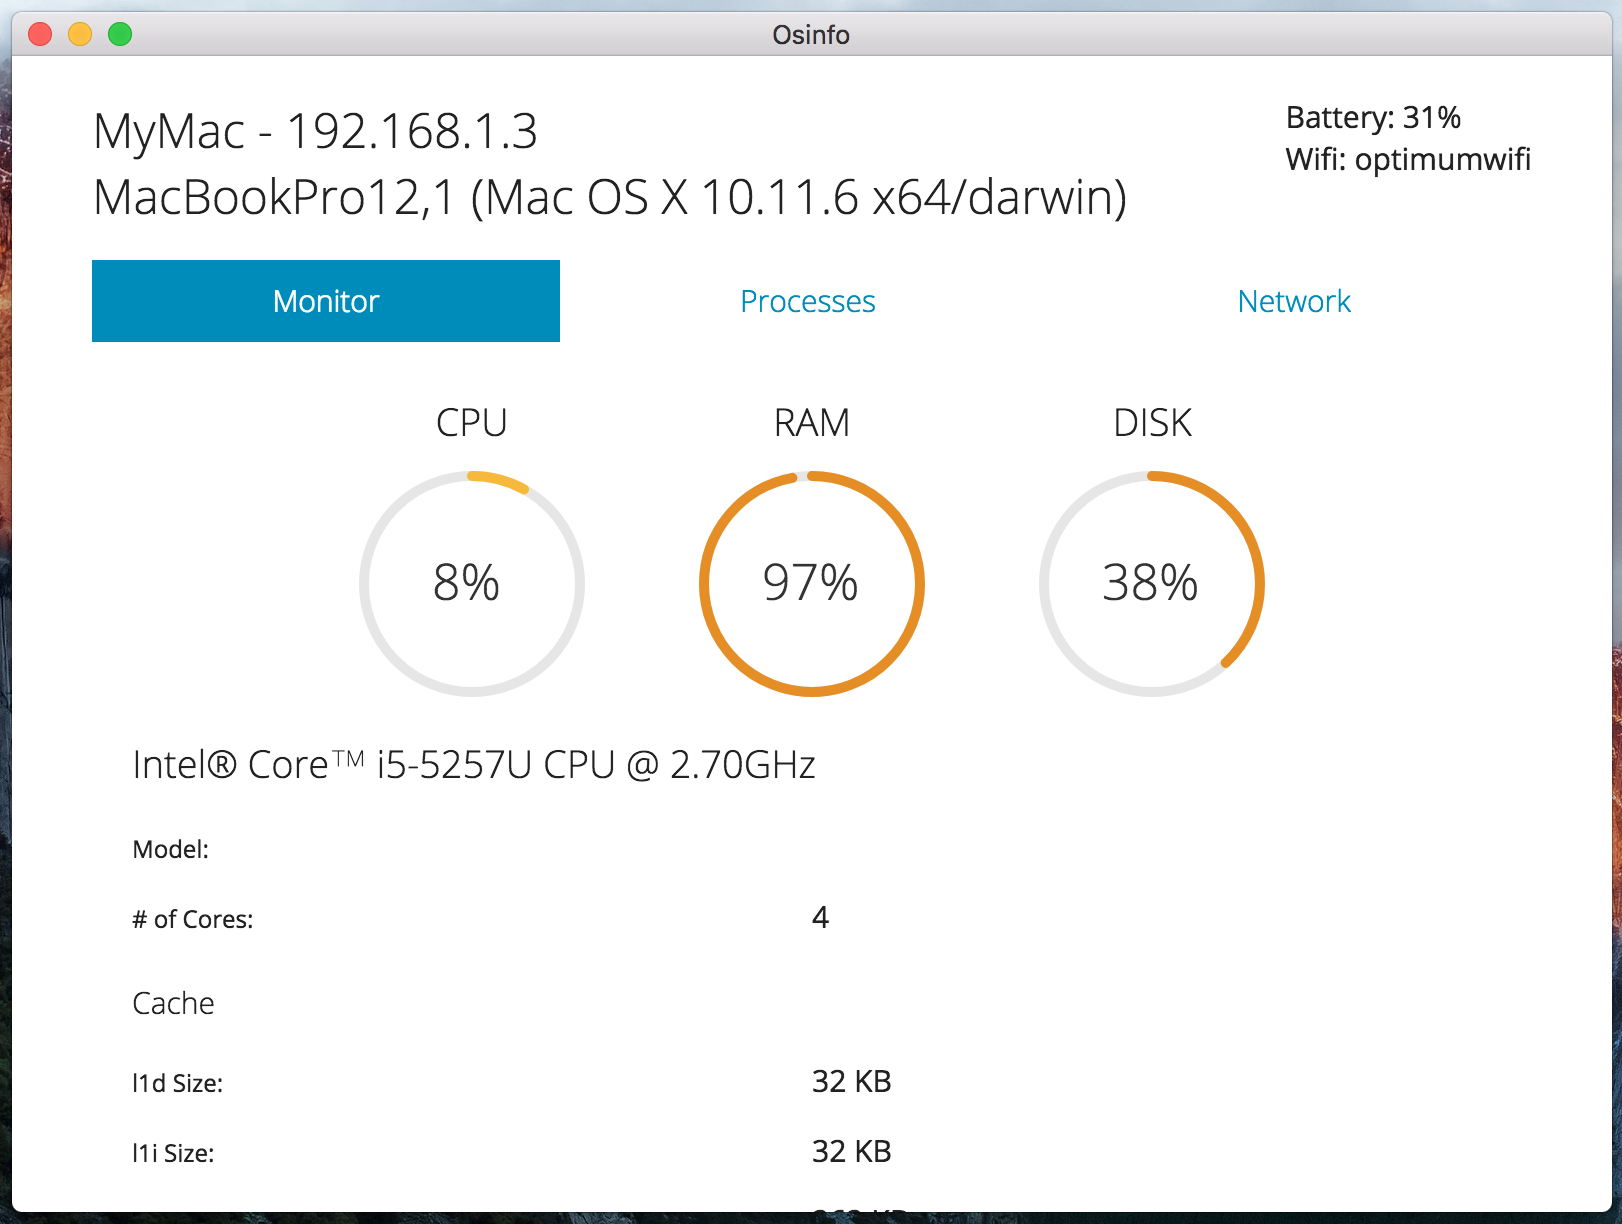 Osinfo
MyMac - 192.168.1.3
MacBookPro12,1 (Mac OS X 10.11.6 x64/darwin)
Battery: 31%
Wifi: optimumwifi
Monitor Processes Network
CPU RAM DISK
8% 97% 38%
Intel® Core™ i5-5257U CPU @ 2.70GHz
Model:
# of Cores: 4
Cache
l1d Size: 32 KB
l1i Size: 32 KB